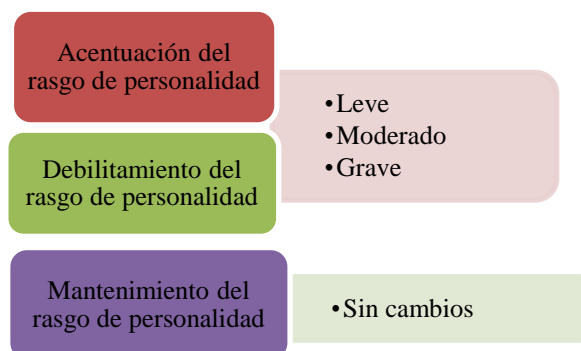 Acentuación del
rasgo de personalidad
•Leve
•Moderado
•Grave
Debilitamiento del
rasgo de personalidad
Mantenimiento del
rasgo de personalidad
•Sin cambios